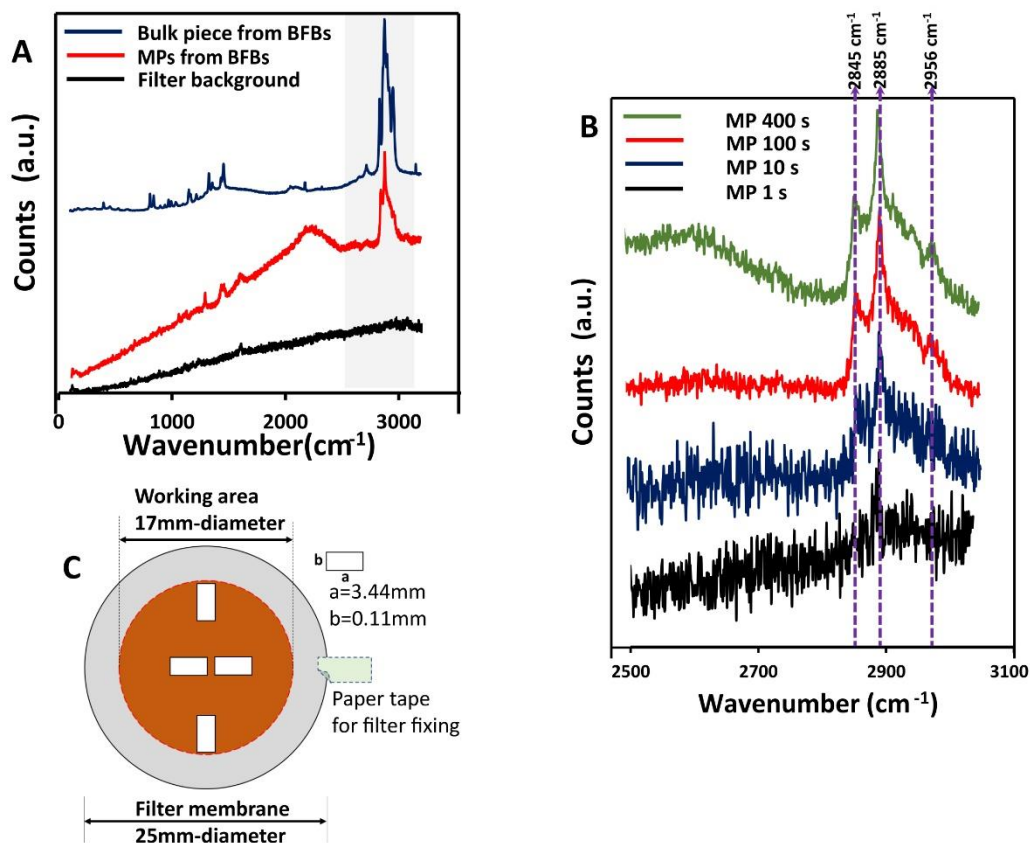 A
Bulk piece from BFBs
MPs from BFBs
Filter background
Counts (a.u.)
0
1000
2000
3000
Wavenumber(cm-1)
2845 cm-1
2885 cm-1
2956 cm-1
B
MP 400 s
MP 100 s
MP 10 s
MP 1 s
Counts (a.u.)
2500
2700
2900
3100
Wavenumber (cm-1)
Working area
17mm-diameter
C
b
a
a=3.44mm
b=0.11mm
Paper tape
for filter fixing
Filter membrane
25mm-diameter